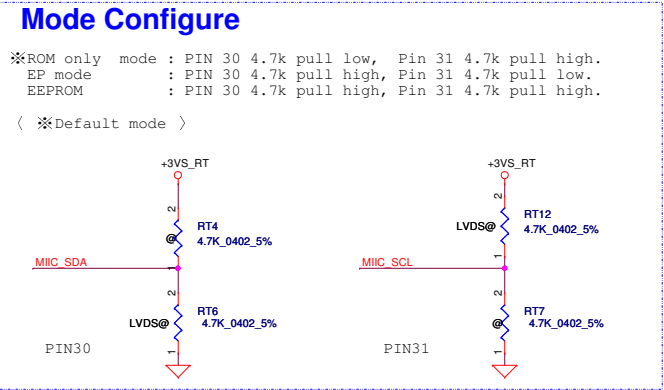 Mode Configure
※ROM only mode : PIN 30 4.7k pull low, Pin 31 4.7k pull high.
EP mode : PIN 30 4.7k pull high, Pin 31 4.7k pull low.
EEPROM : PIN 30 4.7k pull high, Pin 31 4.7k pull high.
〈 ※Default mode 〉
+3VS_RT
+3VS_RT
2
RT4
@
4.7K_0402_5%
1
2
RT12
LVDS@
4.7K_0402_5%
1
MIIC_SDA
MIIC_SCL
2
RT6
LVDS@
4.7K_0402_5%
1
PIN30
2
RT7
@
4.7K_0402_5%
1
PIN31